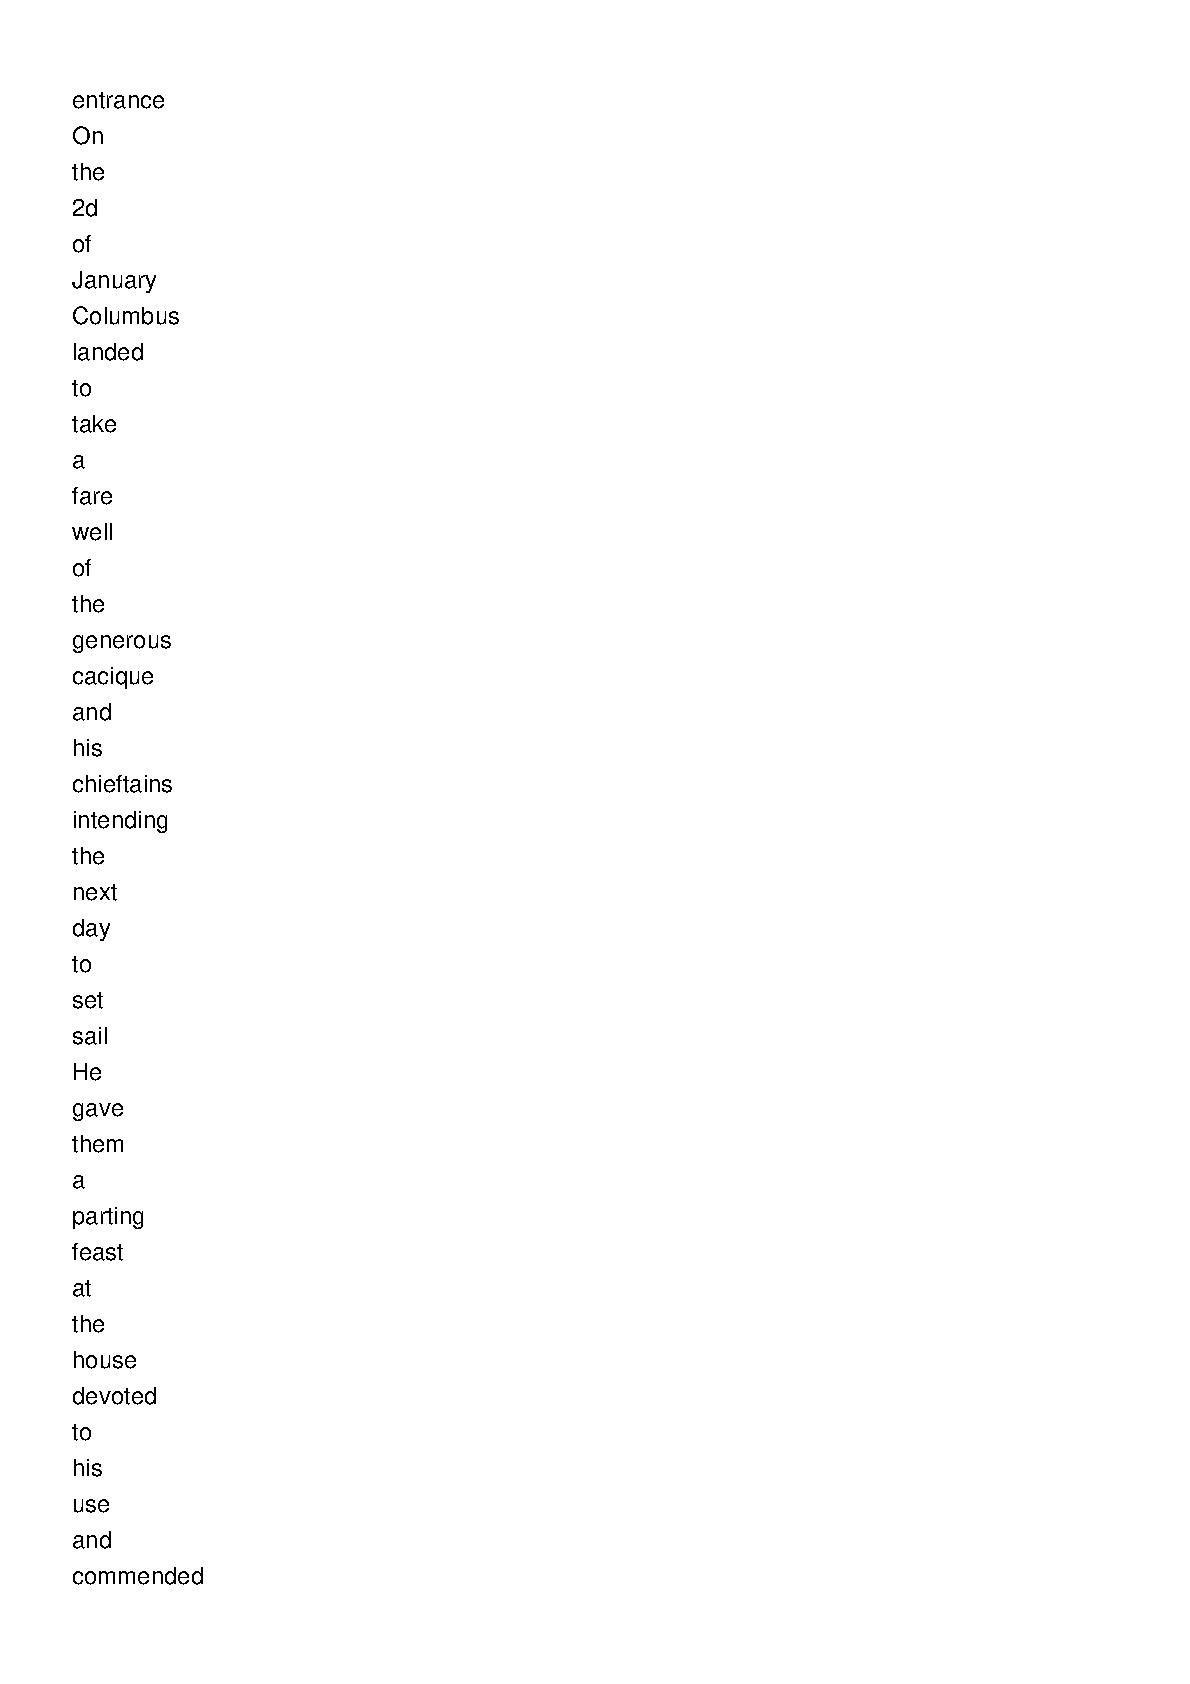 entrance
On
the
2d
of
January
Columbus
landed
to
take
a
fare
well
of
the
generous
cacique
and
his
chieftains
intending
the
next
day
to
set
sail
He
gave
them
a
parting
feast
at
the
house
devoted
to
his
use
and
commended